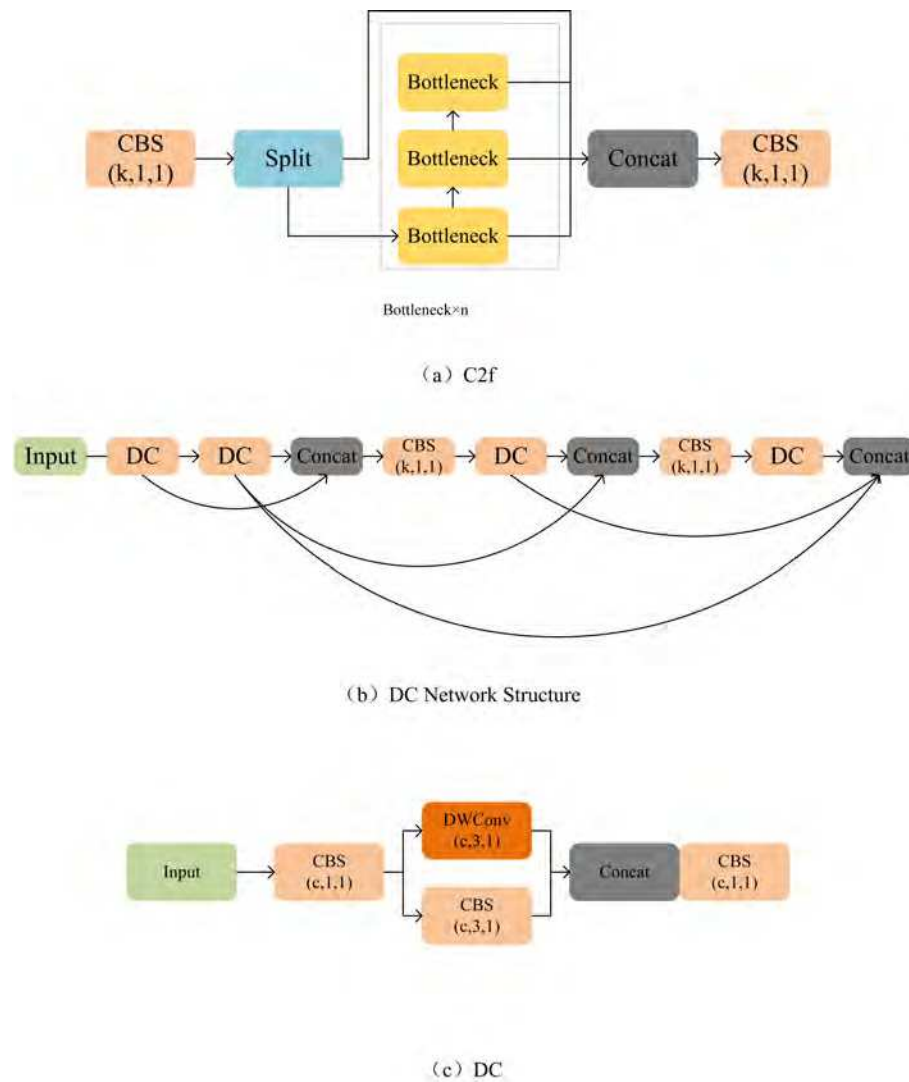 Bottleneck
CBS
(k,1,1)
Split
Bottleneck
Concat
CBS
(k,1,1)
Bottleneck
Bottleneck×n
（a）C2f
Input
DC
DC
Concat
CBS
(k,1,1)
DC
Concat
CBS
(k,1,1)
DC
Concat
（b）DC Network Structure
DWConv
(c,3,1)
Input
CBS
(c,1,1)
CBS
(c,3,1)
Concat
CBS
(c,1,1)
（c）DC